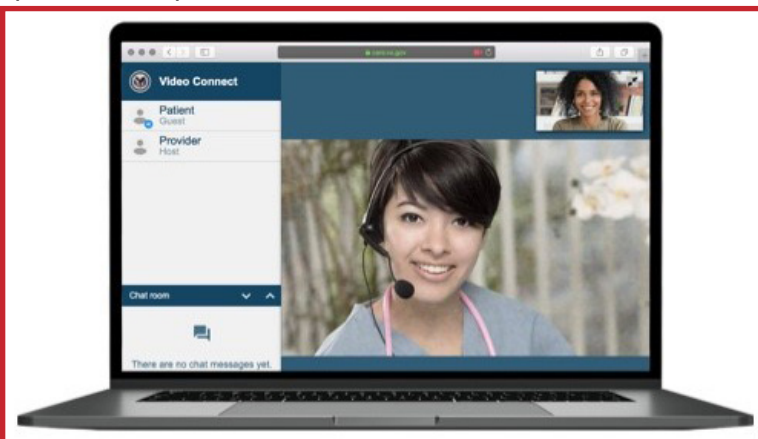 Video Connect
Patient
Guest
Provider
Host
Chat room
There are no chat messages yet.